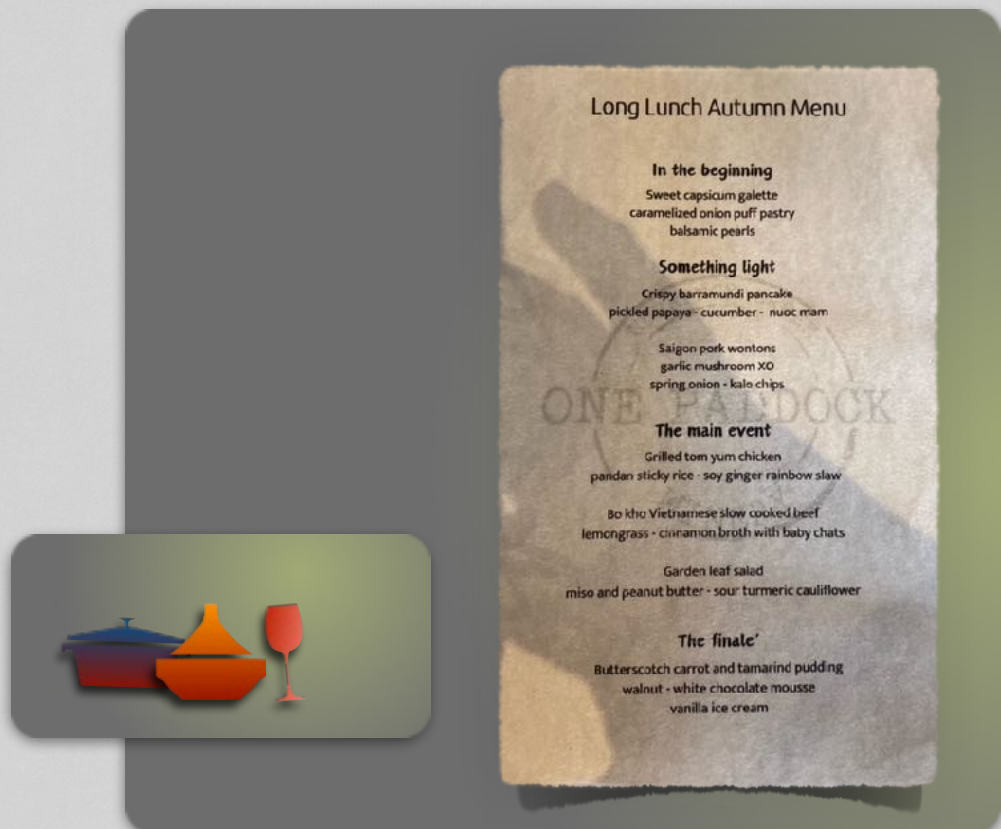 Long Lunch Autumn Menu
In the beginning
Sweet capsicum galette
caramelized onion puff pastry
balsamic pearls
Something light
Crispy barramundi pancake
pickled papaya - cucumber - nuoc mam
Saigon pork wontons
garlic mushroom XO
spring onion - kale chips
ONE PADDOCK
The main event
Grilled tom yum chicken
pandan sticky rice - soy ginger rainbow slaw
Bo kho Vietnamese slow cooked beef
lemongrass - cinnamon broth with baby chats
Garden leaf salad
miso and peanut butter - sour turmeric cauliflower
The finale'
Butterscotch carrot and tamarind pudding
walnut - white chocolate mousse
vanilla ice cream